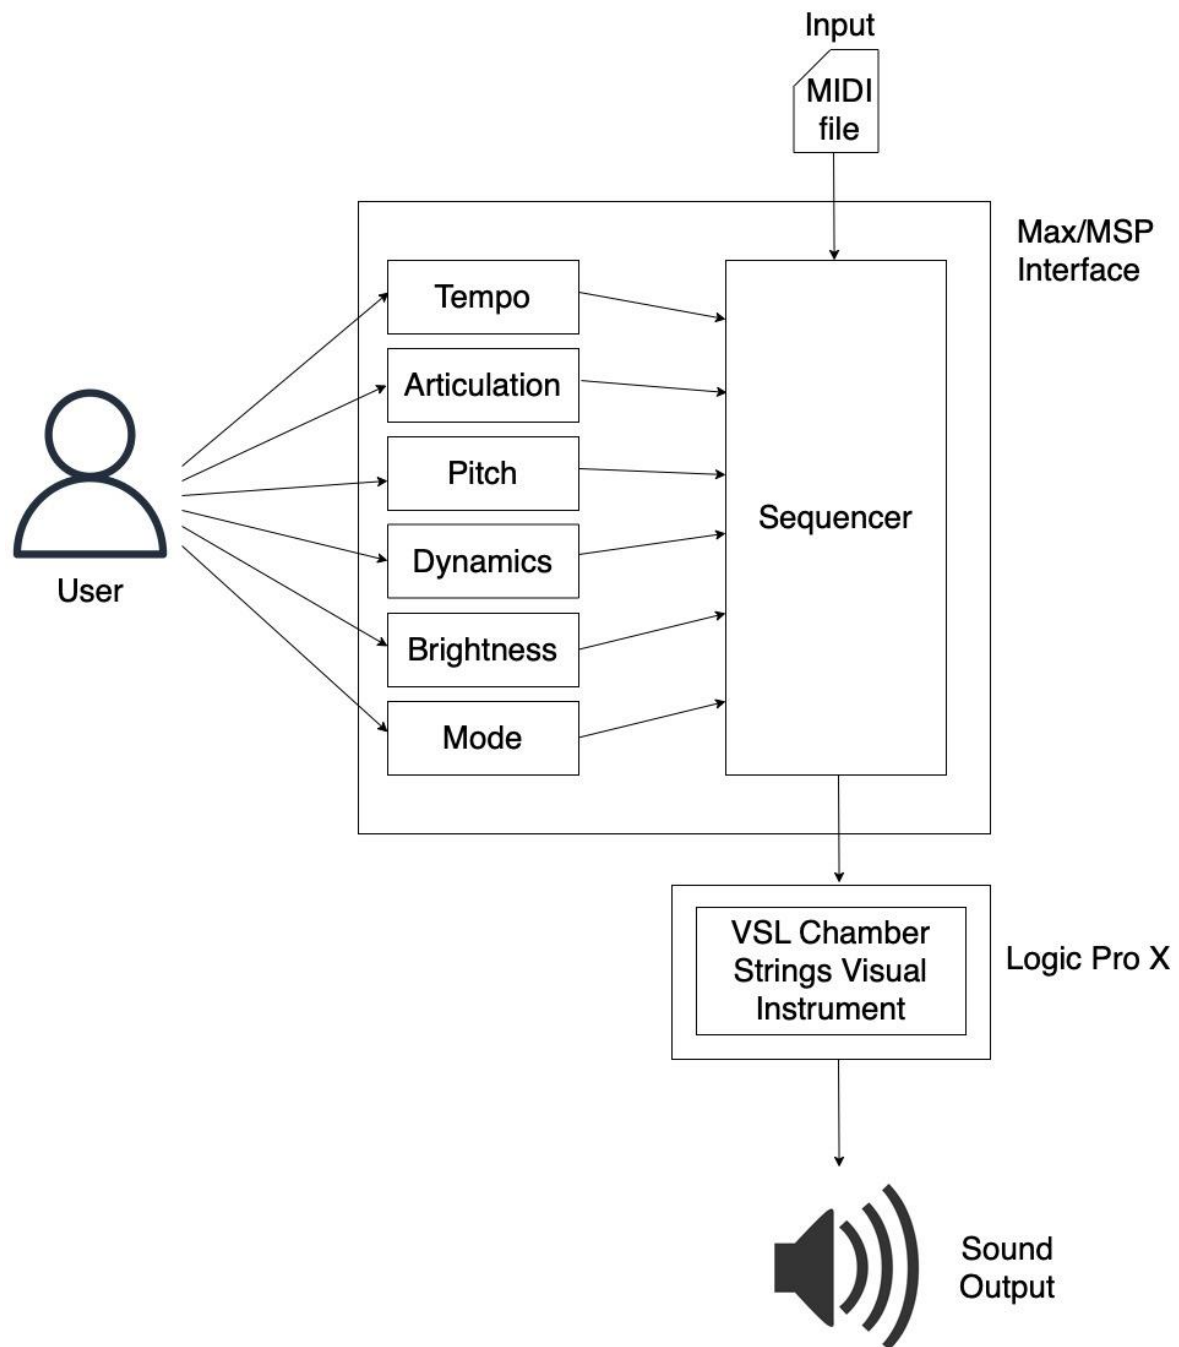 Input
MIDI
file
Max/MSP
Interface
Tempo
Articulation
Pitch
Dynamics
Brightness
Mode
Sequencer
User
VSL Chamber
Strings Visual
Instrument
Logic Pro X
Sound
Output